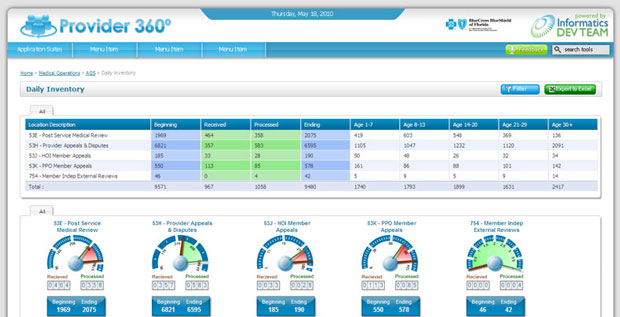 Thursday, May 18, 2010
Provider 360º
BlueCross BlueShield
of Florida
powered by
Informatics
DEV TEAM
Application Suites Menu Item Menu Item Menu Item Feedback search tools
Home > Medical Operations > AGS > Daily Inventory
Daily Inventory Filter Export to Excel
All
Location Description Beginning Received Processed Ending Age 1-7 Age 8-13 Age 14-20 Age 21-29 Age 30+
53E - Post Service Medical Review 1969 464 358 2075 419 603 548 369 136
53H - Provider Appeals & Disputes 6821 357 583 6595 1105 1047 1232 1120 2091
53J - HOI Member Appeals 185 33 28 190 50 48 26 32 34
53K - PPO Member Appeals 550 113 85 578 161 86 88 101 142
754 - Member Indep External Reviews 46 0 4 42 5 9 5 9 14
Total : 9571 967 1058 9480 1740 1793 1899 1631 2417
All
53E - Post Service
Medical Review
53H - Provider Appeals
& Disputes
53J - HOI Member
Appeals
53K - PPO Member
Appeals
754 - Member Indep
External Reviews
Recieved Processed Recieved Processed Recieved Processed Recieved Processed Recieved Processed
0464 0358 0357 0583 0033 0028 0113 0085 0000 0004
Beginning Ending Beginning Ending Beginning Ending Beginning Ending Beginning Ending
1969 2075 6821 6595 185 190 550 578 46 42